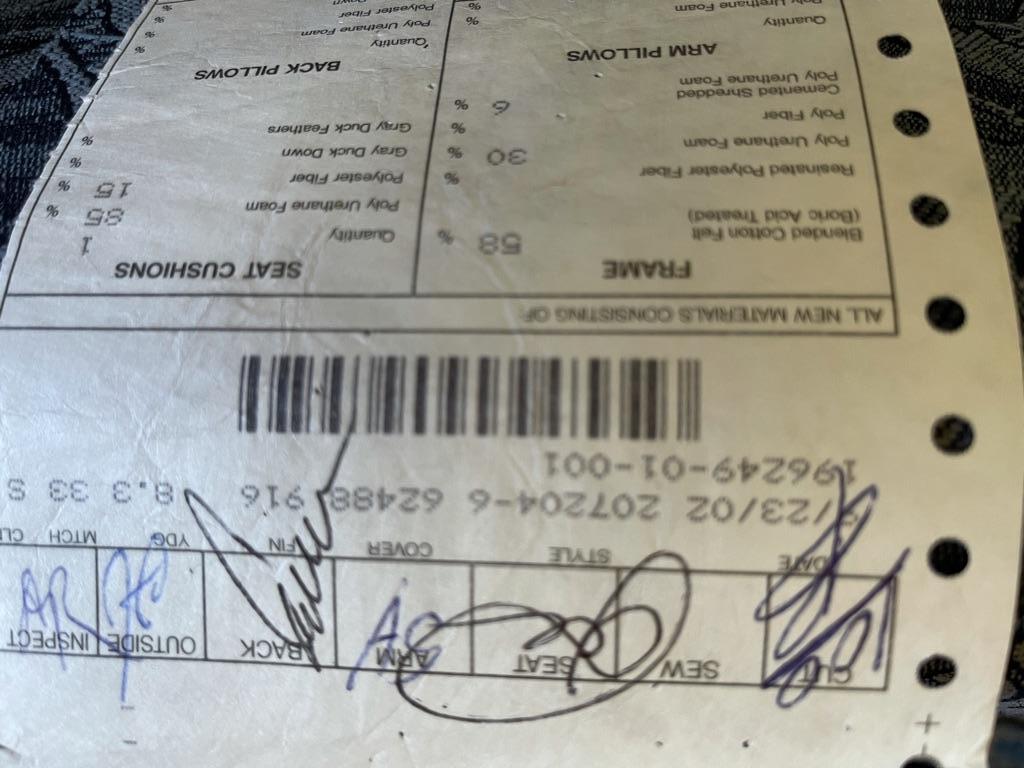 CUT SEW SEAT ARM BACK OUTSIDE INSPECT
AS AR
DATE STYLE COVER FIN YDG MTCH CL
/23/02 207204-6 62488 916 8.3 33 S
196249-01-001
ALL NEW MATERIALS CONSISTING OF:
FRAME
Blended Cotton Felt 58 %
(Boric Acid Treated)
Resinated Polyester Fiber %
Poly Urethane Foam 30 %
Poly Fiber %
Cemented Shredded 6 %
Poly Urethane Foam
ARM PILLOWS
Quantity
Poly Urethane Foam %
SEAT CUSHIONS
Quantity 1
Poly Urethane Foam 85 %
Polyester Fiber 15 %
Gray Duck Down %
Gray Duck Feathers %
BACK PILLOWS
Quantity
Poly Urethane Foam %
Polyester Fiber %
Down %